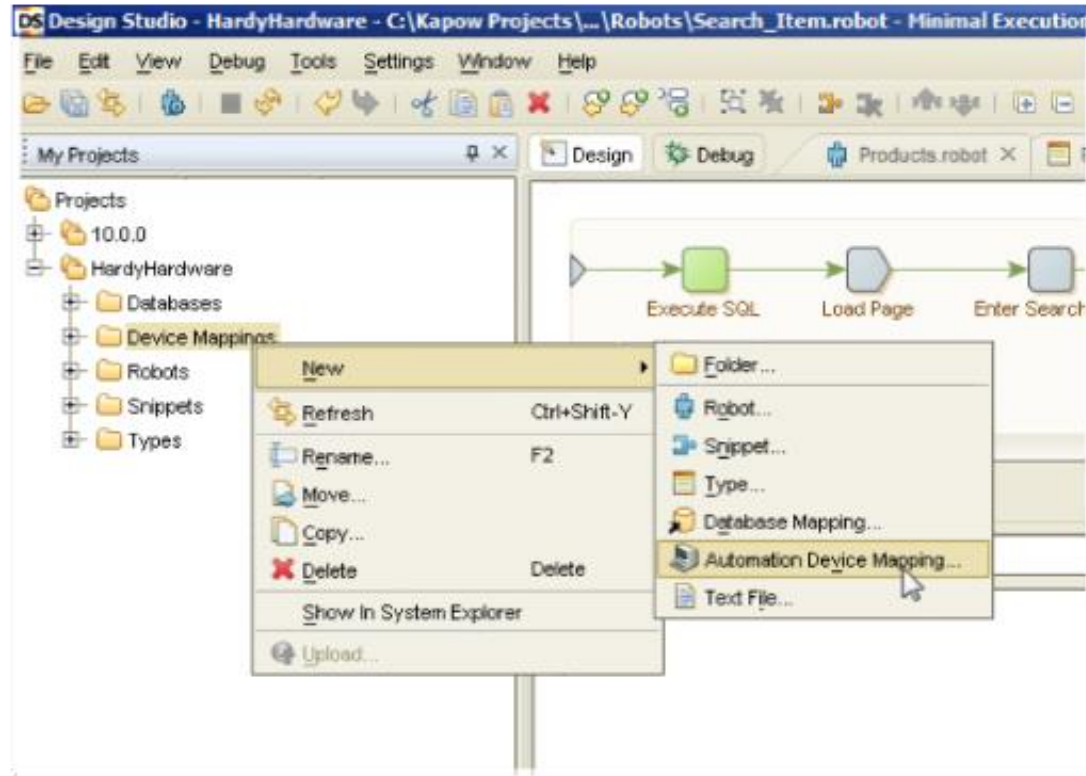 DS Design Studio - HardyHardware - C:\Kapow Projects\...\Robots\Search_Item.robot - Minimal Execution
File Edit View Debug Tools Settings Window Help
My Projects
Design Debug Products.robot
Projects
10.0.0
HardyHardware
Databases
Device Mappings
Robots
Snippets
Types
Execute SQL Load Page Enter Search
New
Refresh Ctrl+Shift-Y
Rename... F2
Move...
Copy...
Delete Delete
Show In System Explorer
Upload...
Folder...
Robot...
Snippet...
Type...
Database Mapping...
Automation Device Mapping...
Text File...